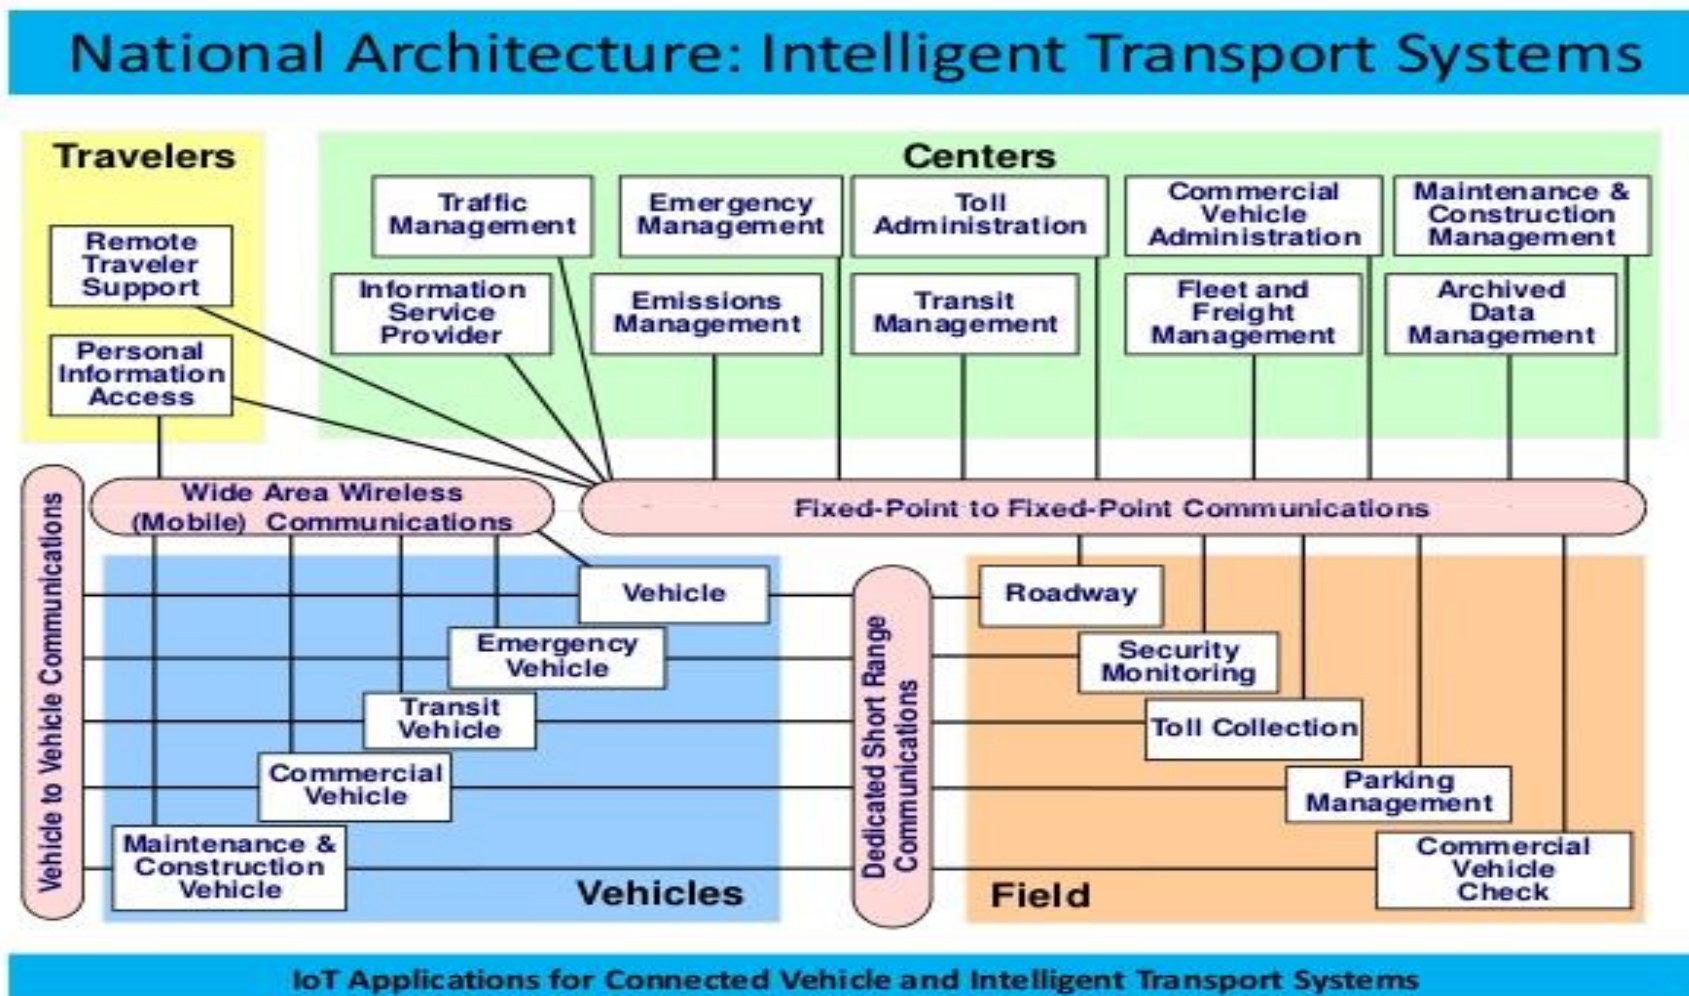 National Architecture: Intelligent Transport Systems
Travelers
Remote
Traveler
Support
Personal
Information
Access
Centers
Traffic
Management
Emergency
Management
Toll
Administration
Commercial
Vehicle
Administration
Maintenance &
Construction
Management
Information
Service
Provider
Emissions
Management
Transit
Management
Fleet and
Freight
Management
Archived
Data
Management
Wide Area Wireless
(Mobile) Communications
Fixed-Point to Fixed-Point Communications
Vehicle to Vehicle Communications
Vehicle
Emergency
Vehicle
Transit
Vehicle
Commercial
Vehicle
Maintenance &
Construction
Vehicle
Vehicles
Dedicated Short Range
Communications
Roadway
Security
Monitoring
Toll Collection
Parking
Management
Commercial
Vehicle
Check
Field
IoT Applications for Connected Vehicle and Intelligent Transport Systems